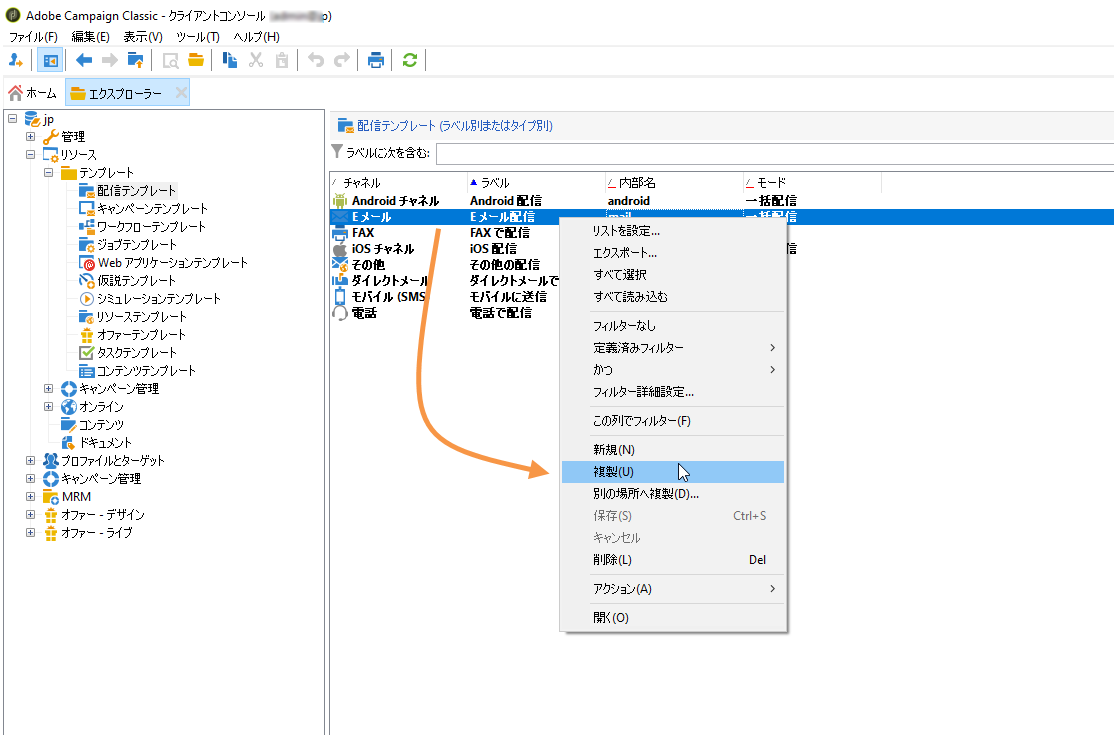 Adobe Campaign Classic - クライアントコンソール
ファイル(F) 編集(E) 表示(V) ツール(T) ヘルプ(H)
ホーム エクスプローラー
jp
管理
リソース
テンプレート
配信テンプレート
キャンペーンテンプレート
ワークフローテンプレート
ジョブテンプレート
Web アプリケーションテンプレート
仮説テンプレート
シミュレーションテンプレート
リソーステンプレート
オファーテンプレート
タスクテンプレート
コンテンツテンプレート
キャンペーン管理
オンライン
コンテンツ
ドキュメント
プロファイルとターゲット
キャンペーン管理
MRM
オファー - デザイン
オファー - ライブ
配信テンプレート (ラベル別またはタイプ別)
ラベルに次を含む:
チャネル ラベル 内部名 モード
Android チャネル Android 配信 android 一括配信
Eメール Eメール配信 mail 一括配信
FAX FAXで配信
iOS チャネル iOS 配信 信
その他 その他の配信
ダイレクトメール ダイレクトメールで
モバイル (SMS) モバイルに送信
電話 電話で配信
リストを設定...
エクスポート...
すべて選択
すべて読み込む
フィルターなし
定義済みフィルター
かつ
フィルター詳細設定...
この列でフィルター(F)
新規(N)
複製(U)
別の場所へ複製(D)...
保存(S) Ctrl+S
キャンセル
削除(L) Del
アクション(A)
開く(O)